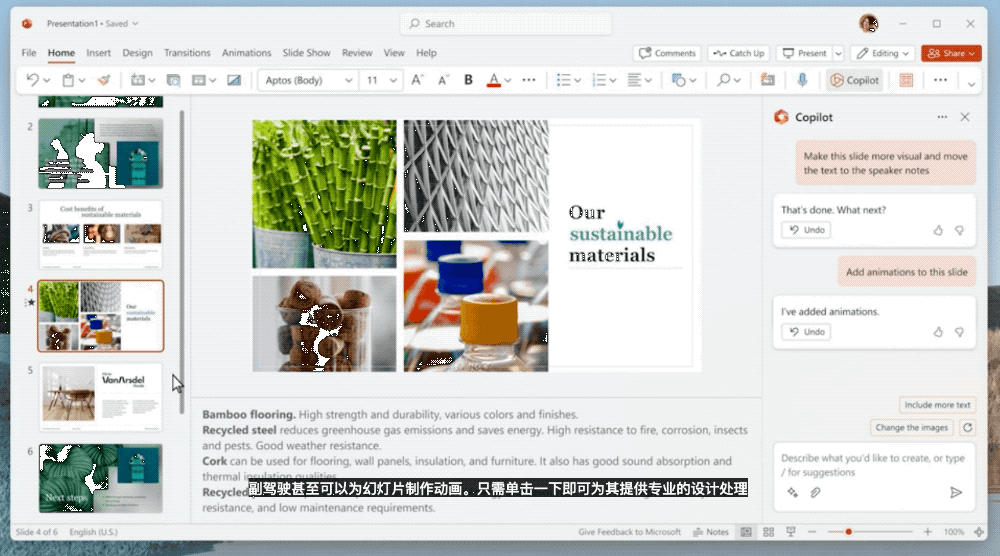 Presentation1 • Saved
Search
File Home Insert Design Transitions Animations Slide Show Review View Help
Comments Catch Up Present Editing Share
Aptos (Body) 11 A A B A Copilot
2
3
Cost benefits of
sustainable materials
4
Our
sustainable
materials
5
VanArsdel
6
Next steps
Our
sustainable
materials
Bamboo flooring. High strength and durability, various colors and finishes.
Recycled steel reduces greenhouse gas emissions and saves energy. High resistance to fire, corrosion, insects
and pests. Good weather resistance.
Cork can be used for flooring, wall panels, insulation, and furniture. It also has good sound absorption and
thermal insulation qualities.
Recycled
副驾驶甚至可以为幻灯片制作动画。只需单击一下即可为其提供专业的设计处理
resistance, and low maintenance requirements.
Copilot
Make this slide more visual and move
the text to the speaker notes
That's done. What next?
Undo
Add animations to this slide
I've added animations.
Undo
Include more text
Change the images
Describe what you'd like to create, or type
/ for suggestions
Slide 4 of 6 English (U.S.) Give Feedback to Microsoft Notes 100%